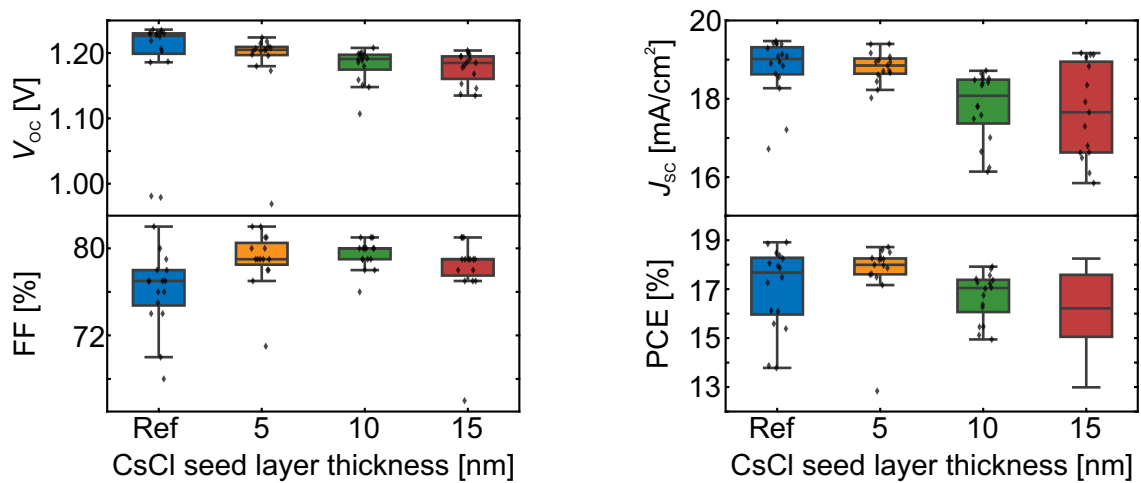 V_OC [V]
1.20
1.10
1.00
FF [%]
80
72
Ref 5 10 15
CsCl seed layer thickness [nm]
J_SC [mA/cm²]
20
18
16
PCE [%]
19
17
15
13
Ref 5 10 15
CsCl seed layer thickness [nm]